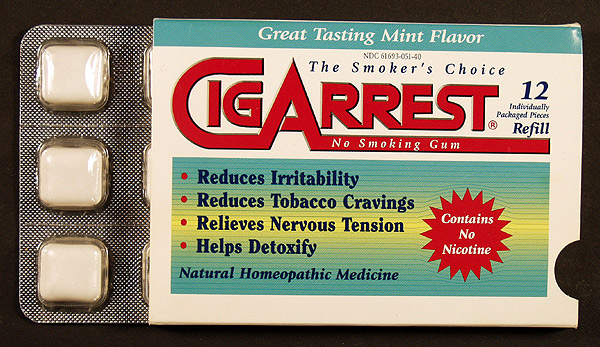 Great Tasting Mint Flavor
NDC 61693-051-40
The Smoker's Choice
CIGARREST®
12
Individually
Packaged Pieces
Refill
No Smoking Gum
• Reduces Irritability
• Reduces Tobacco Cravings
• Relieves Nervous Tension
• Helps Detoxify
Natural Homeopathic Medicine
Contains
No
Nicotine